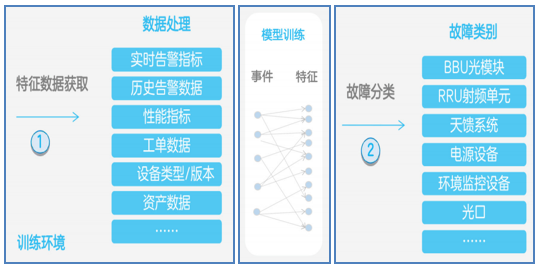 数据处理
特征数据获取
①
实时告警指标
历史告警数据
性能指标
工单数据
设备类型/版本
资产数据
……
训练环境
模型训练
事件 特征
故障分类
②
故障类别
BBU光模块
RRU射频单元
天馈系统
电源设备
环境监控设备
光口
……